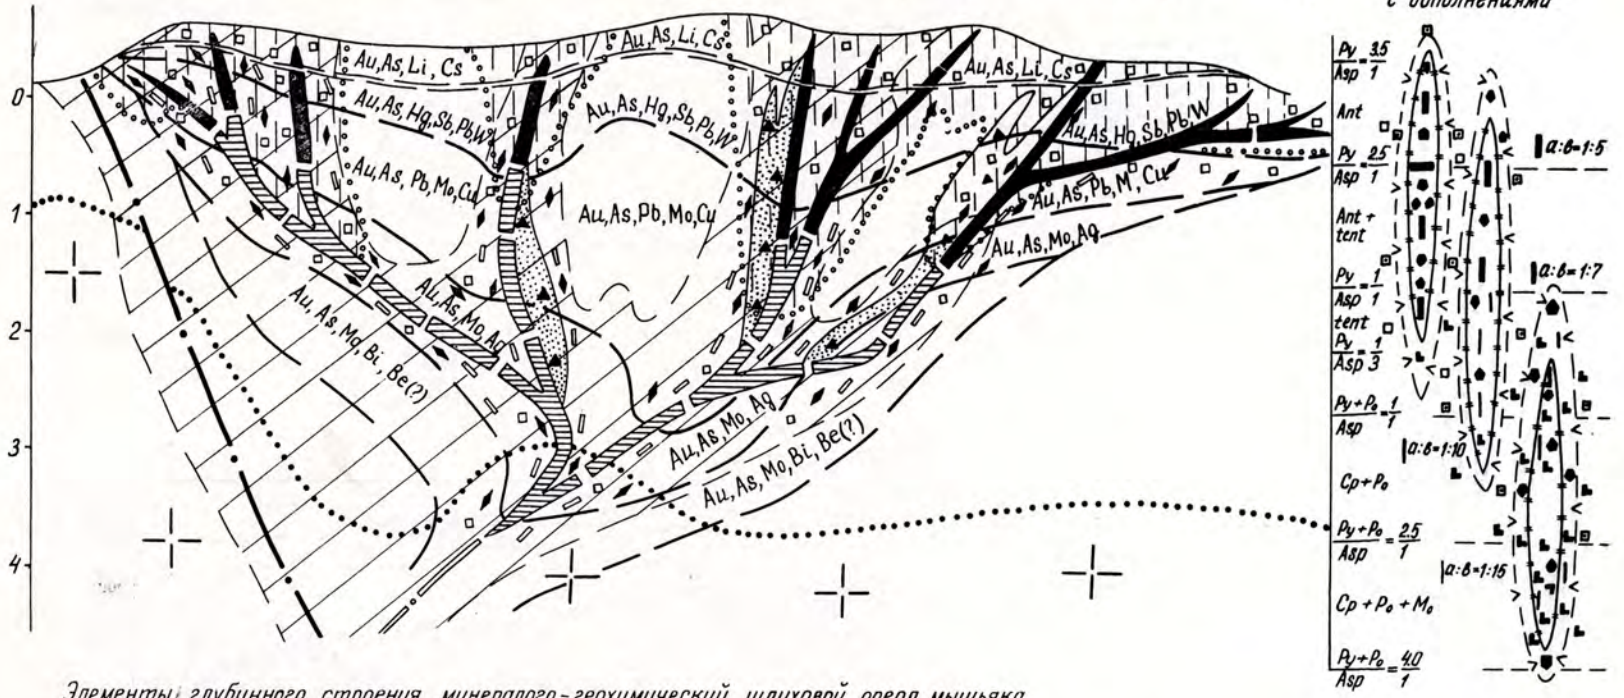 с дополнениями
0
1
2
3
4
Au, As, Li, Cs
Au, As, Li, Cs
Au, As, Li, Cs
Au, As, Hg, Sb, Pb, W
Au, As, Hg, Sb, Pb, W
Au, As, Hg, Sb, Pb, W
Au, As, Pb, Mo, Cu
Au, As, Pb, Mo, Cu
Au, As, Pb, M, Cu
Au, As, Mo, Ag
Au, As, Mo, Ag
Au, As, Mo, Ag
Au, As, Mo, Bi, Be(?)
Au, As, Mo, Bi, Be(?)
Py/Asp = 3.5/1
Ant
Py/Asp = 2.5/1
Ant +
tent
Py/Asp = 1/1
tent
Py/Asp = 1/3
Py+Po/Asp = 1/1
Cp+Po
Py+Po/Asp = 2.5/1
Cp+Po+Mo
Py+Po/Asp = 4.0/1
a:в=1:5
a:в=1:7
a:в=1:10
a:в=1:15
Элементы глубинного строения, минералого-геохимический, шлиховой ореол мышьяка